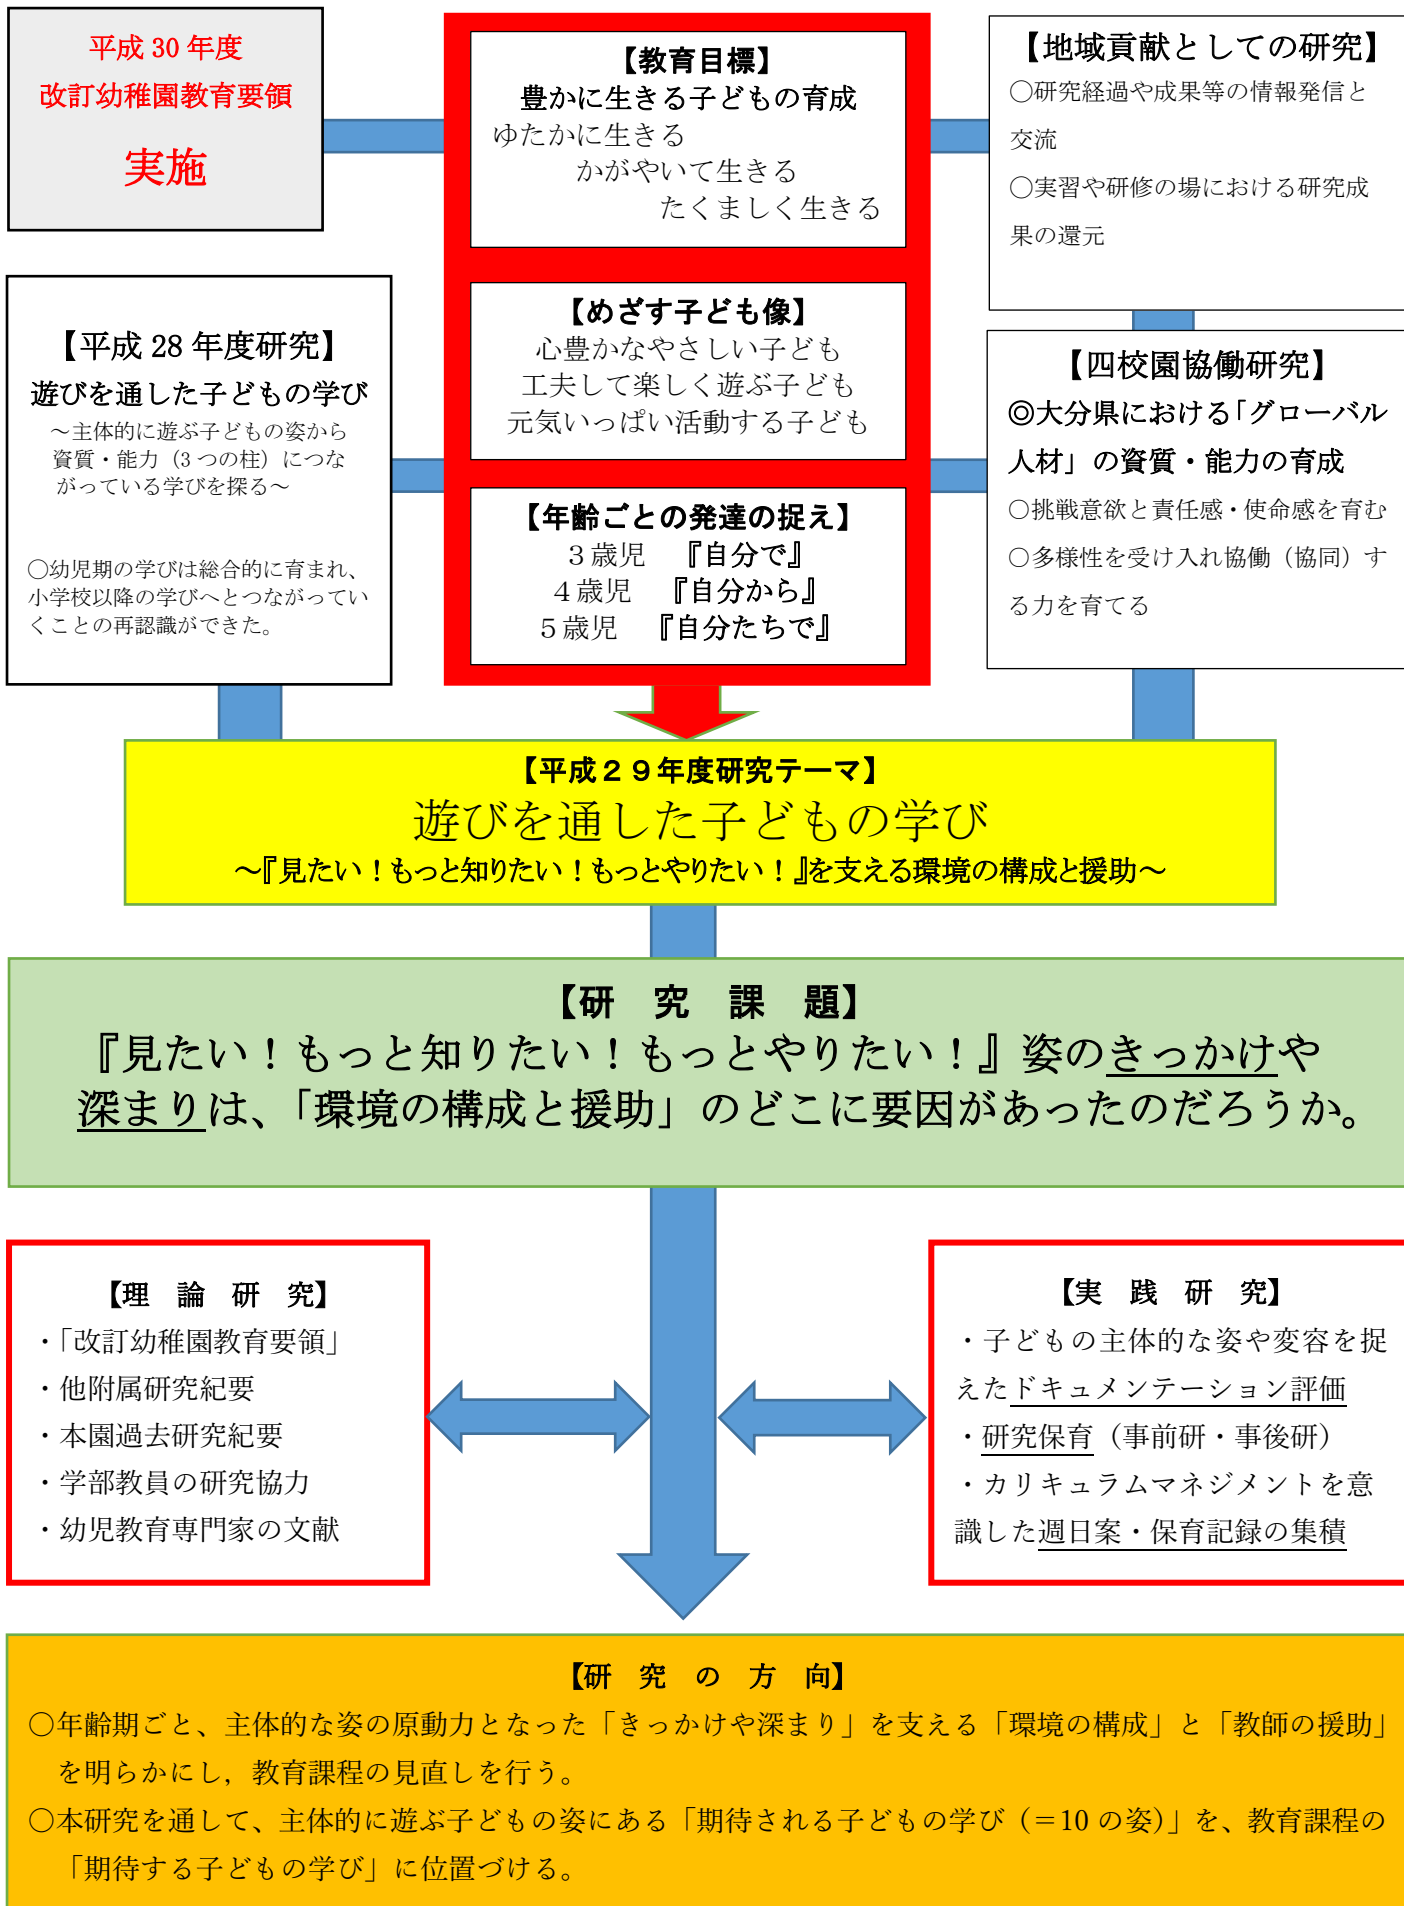 平成 30 年度
改訂幼稚園教育要領
実施
【教育目標】
豊かに生きる子どもの育成
ゆたかに生きる
かがやいて生きる
たくましく生きる
【地域貢献としての研究】
○研究経過や成果等の情報発信と
交流
○実習や研修の場における研究成
果の還元
【平成 28 年度研究】
遊びを通した子どもの学び
～主体的に遊ぶ子どもの姿から
資質・能力（3 つの柱）につな
がっている学びを探る～
○幼児期の学びは総合的に育まれ、
小学校以降の学びへとつながってい
くことの再認識ができた。
【めざす子ども像】
心豊かなやさしい子ども
工夫して楽しく遊ぶ子ども
元気いっぱい活動する子ども
【年齢ごとの発達の捉え】
３歳児　『自分で』
４歳児　『自分から』
５歳児　『自分たちで』
【四校園協働研究】
◎大分県における「グローバル
人材」の資質・能力の育成
○挑戦意欲と責任感・使命感を育む
○多様性を受け入れ協働（協同）す
る力を育てる
【平成２９年度研究テーマ】
遊びを通した子どもの学び
～『見たい！もっと知りたい！もっとやりたい！』を支える環境の構成と援助～
【研　究　課　題】
『見たい！もっと知りたい！もっとやりたい！』姿のきっかけや
深まりは、「環境の構成と援助」のどこに要因があったのだろうか。
【理　論　研　究】
・「改訂幼稚園教育要領」
・他附属研究紀要
・本園過去研究紀要
・学部教員の研究協力
・幼児教育専門家の文献
【実　践　研　究】
・子どもの主体的な姿や変容を捉
えたドキュメンテーション評価
・研究保育（事前研・事後研）
・カリキュラムマネジメントを意
識した週日案・保育記録の集積
【研　究　の　方　向】
○年齢期ごと、主体的な姿の原動力となった「きっかけや深まり」を支える「環境の構成」と「教師の援助」
を明らかにし，教育課程の見直しを行う。
○本研究を通して、主体的に遊ぶ子どもの姿にある「期待される子どもの学び（＝10 の姿）」を、教育課程の
「期待する子どもの学び」に位置づける。